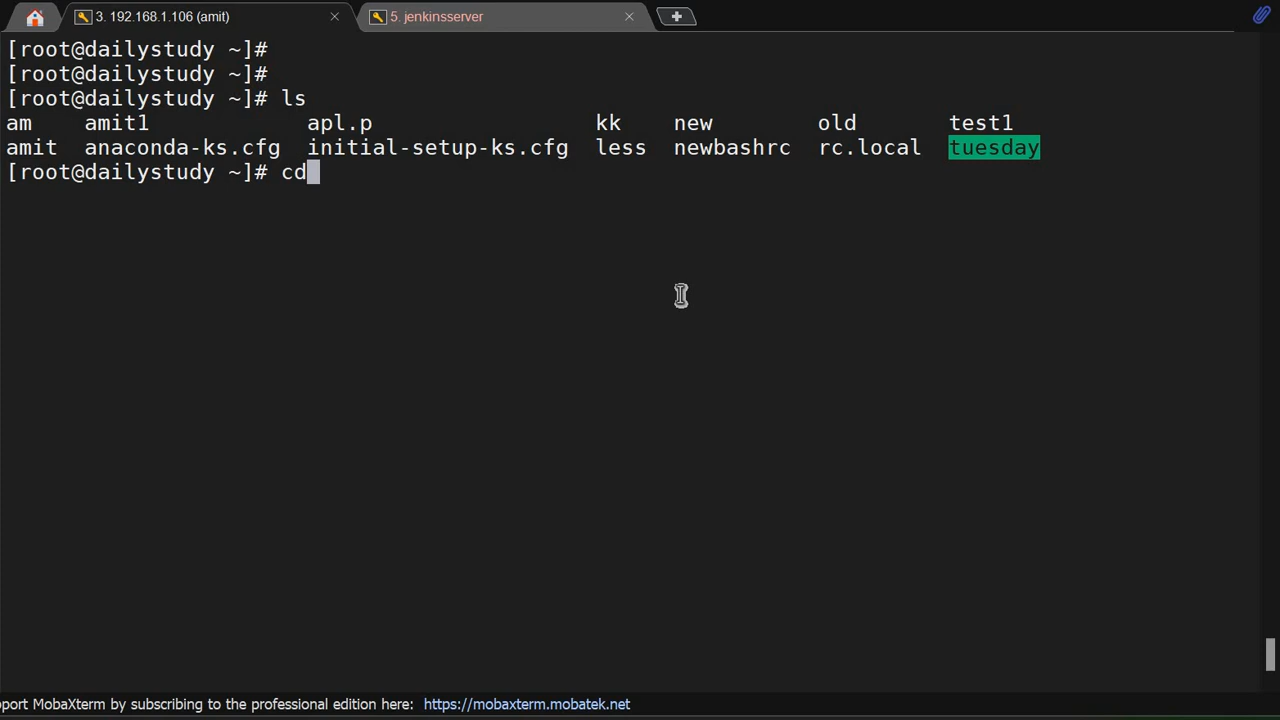 3. 192.168.1.106 (amit)
5. jenkinsserver
[root@dailystudy ~]#
[root@dailystudy ~]#
[root@dailystudy ~]# ls
am amit1 apl.p kk new old test1
amit anaconda-ks.cfg initial-setup-ks.cfg less newbashrc rc.local tuesday
[root@dailystudy ~]# cd
port MobaXterm by subscribing to the professional edition here: https://mobaxterm.mobatek.net